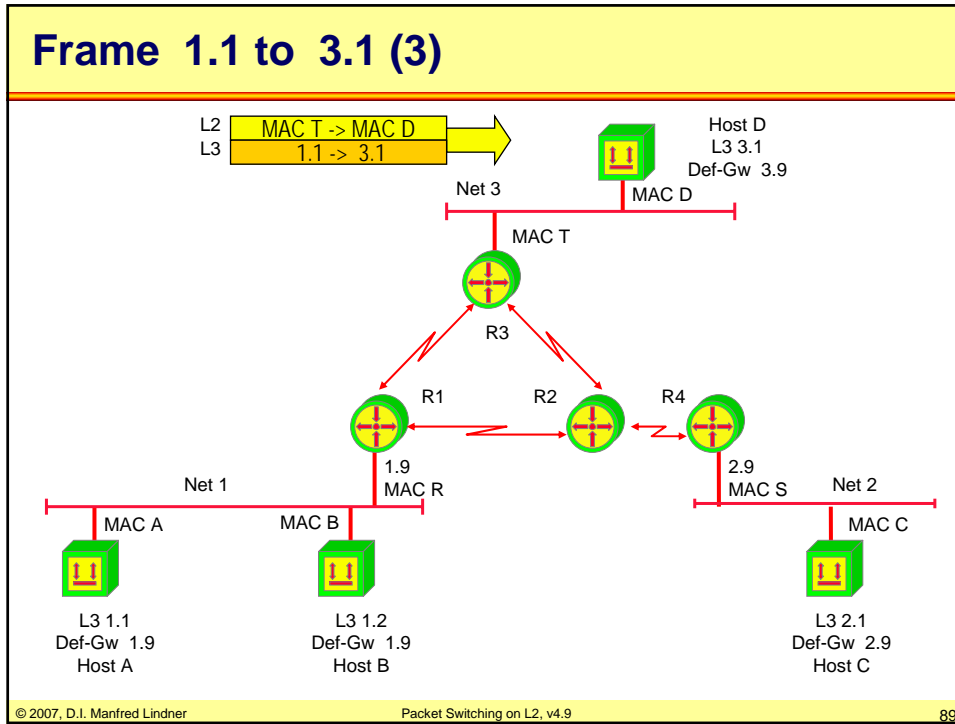 Frame 1.1 to 3.1 (3)
L2
MAC T -> MAC D
L3
1.1 -> 3.1
Host D
L3 3.1
Def-Gw 3.9
Net 3
MAC D
MAC T
R3
R1
R2
R4
1.9
MAC R
2.9
MAC S
Net 1
Net 2
MAC A
MAC B
MAC C
L3 1.1
Def-Gw 1.9
Host A
L3 1.2
Def-Gw 1.9
Host B
L3 2.1
Def-Gw 2.9
Host C
© 2007, D.I. Manfred Lindner
Packet Switching on L2, v4.9
89